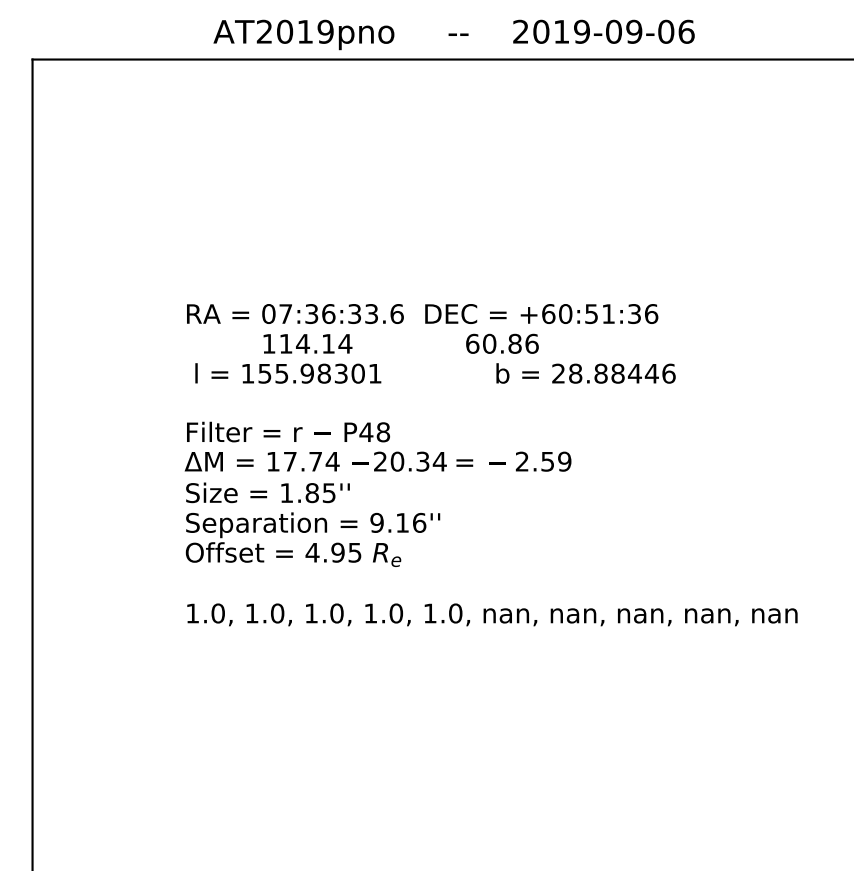 AT2019pno -- 2019-09-06
RA = 07:36:33.6 DEC = +60:51:36
114.14 60.86
l = 155.98301 b = 28.88446
Filter = r − P48
ΔM = 17.74 −20.34 = − 2.59
Size = 1.85''
Separation = 9.16''
Offset = 4.95 Rₑ
1.0, 1.0, 1.0, 1.0, 1.0, nan, nan, nan, nan, nan